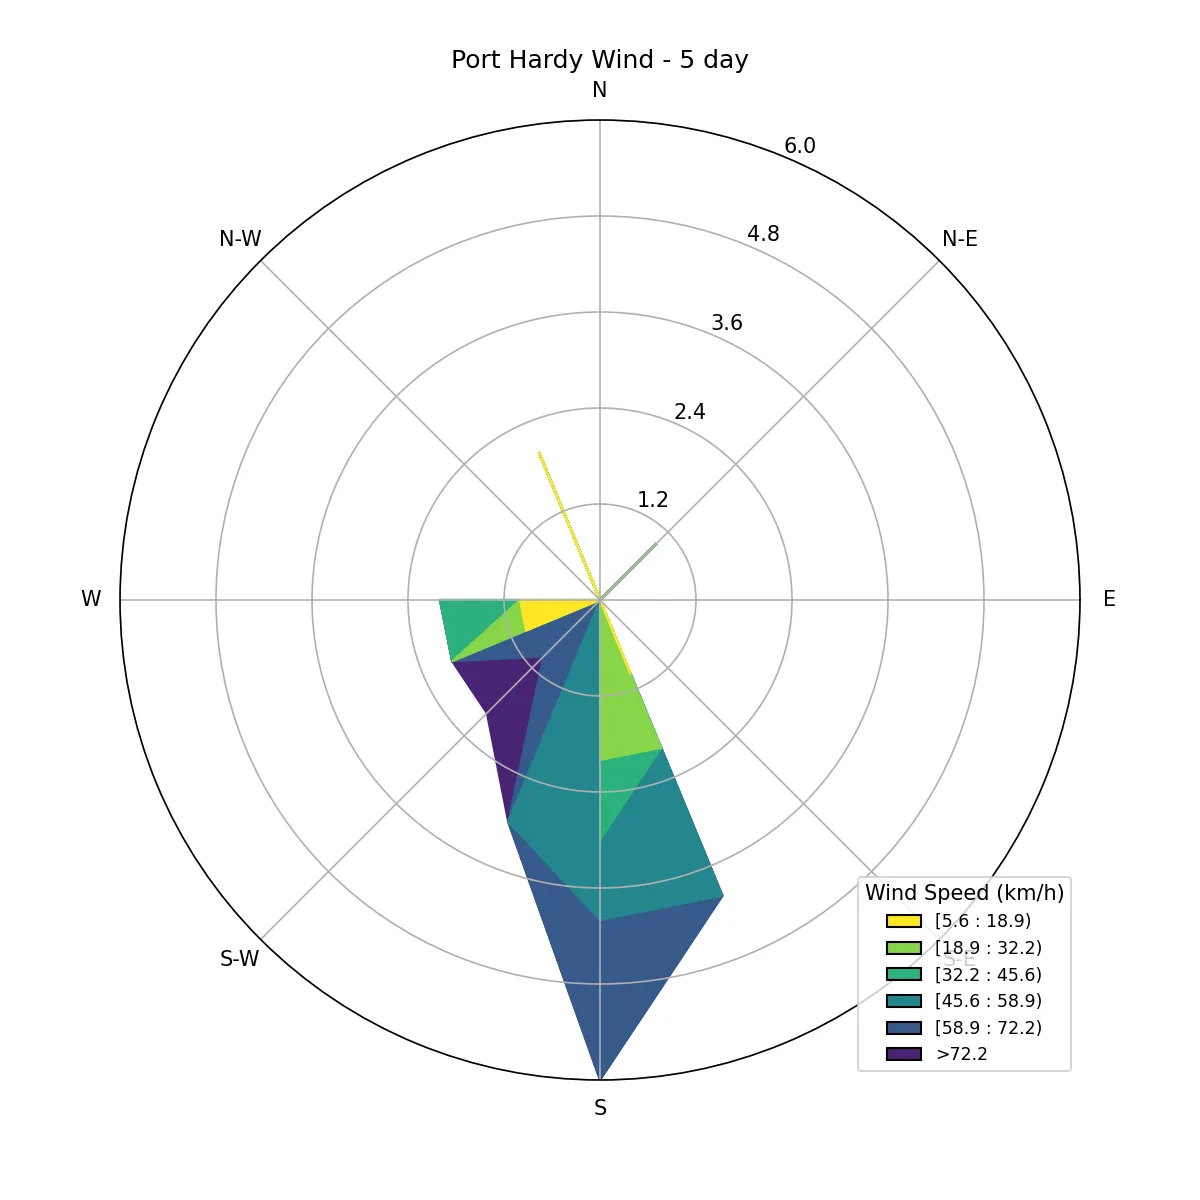 Port Hardy Wind - 5 day
N
6.0
4.8
N-W
N-E
3.6
2.4
1.2
W
E
Wind Speed (km/h)
[5.6 : 18.9)
[18.9 : 32.2)
S-W
S-E
[32.2 : 45.6)
[45.6 : 58.9)
[58.9 : 72.2)
>72.2
S